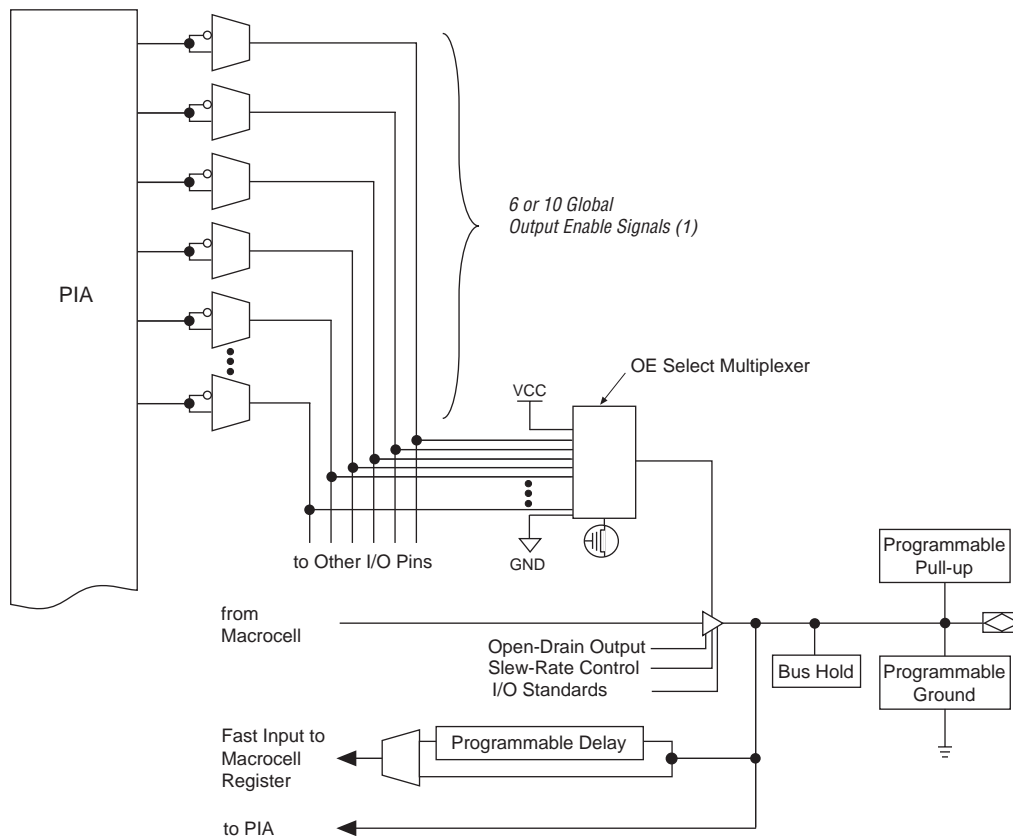 PIA
6 or 10 Global
Output Enable Signals (1)
OE Select Multiplexer
VCC
GND
to Other I/O Pins
Programmable
Pull-up
from
Macrocell
Open-Drain Output
Slew-Rate Control
I/O Standards
Bus Hold
Programmable
Ground
Fast Input to
Macrocell
Register
Programmable Delay
to PIA